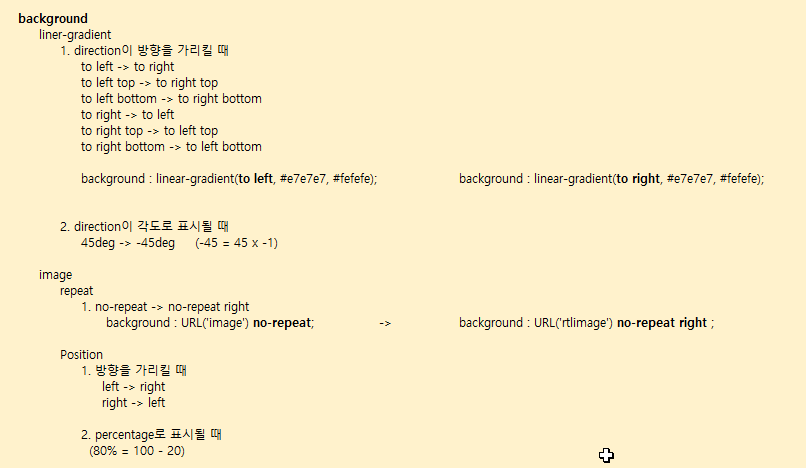 background
liner-gradient
1. direction이 방향을 가리킬 때
to left -> to right
to left top -> to right top
to left bottom -> to right bottom
to right -> to left
to right top -> to left top
to right bottom -> to left bottom
background : linear-gradient(to left, #e7e7e7, #fefefe); background : linear-gradient(to right, #e7e7e7, #fefefe);
2. direction이 각도로 표시될 때
45deg -> -45deg (-45 = 45 x -1)
image
repeat
1. no-repeat -> no-repeat right
background : URL('image') no-repeat; -> background : URL('rtlimage') no-repeat right ;
Position
1. 방향을 가리킬 때
left -> right
right -> left
2. percentage로 표시될 때
(80% = 100 - 20)